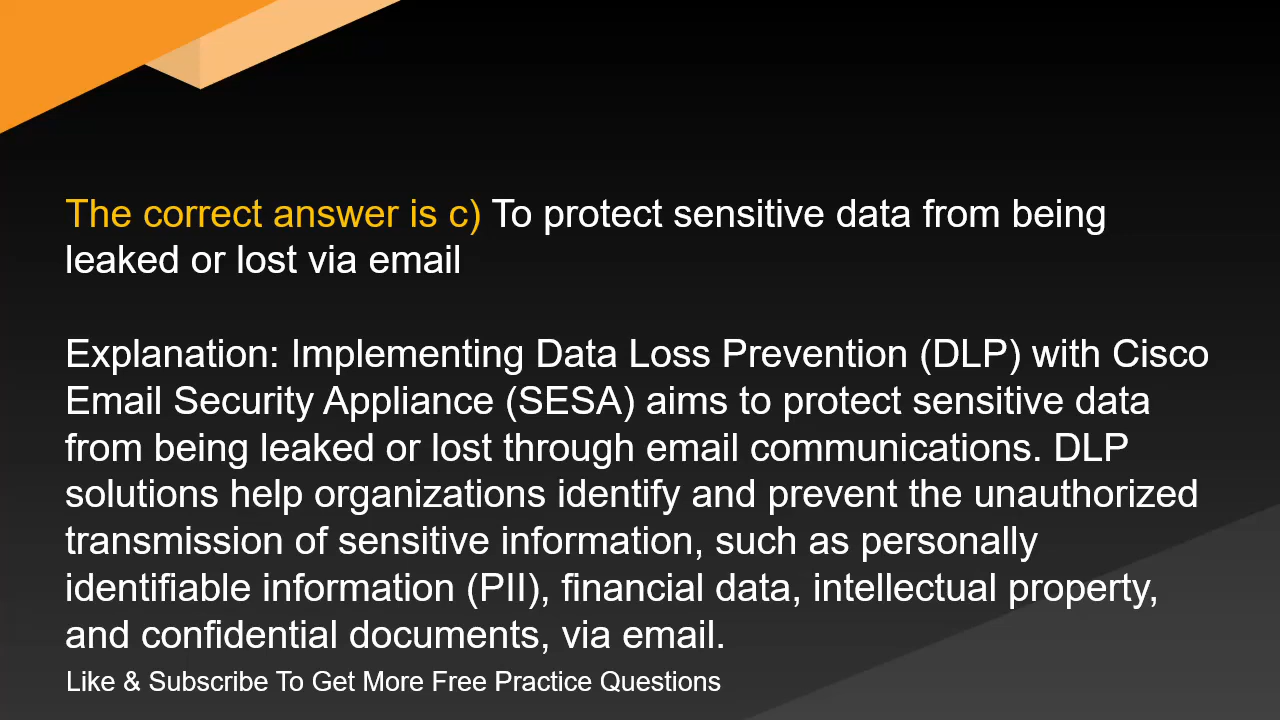 The correct answer is c) To protect sensitive data from being
leaked or lost via email
Explanation: Implementing Data Loss Prevention (DLP) with Cisco
Email Security Appliance (SESA) aims to protect sensitive data
from being leaked or lost through email communications. DLP
solutions help organizations identify and prevent the unauthorized
transmission of sensitive information, such as personally
identifiable information (PII), financial data, intellectual property,
and confidential documents, via email.
Like & Subscribe To Get More Free Practice Questions